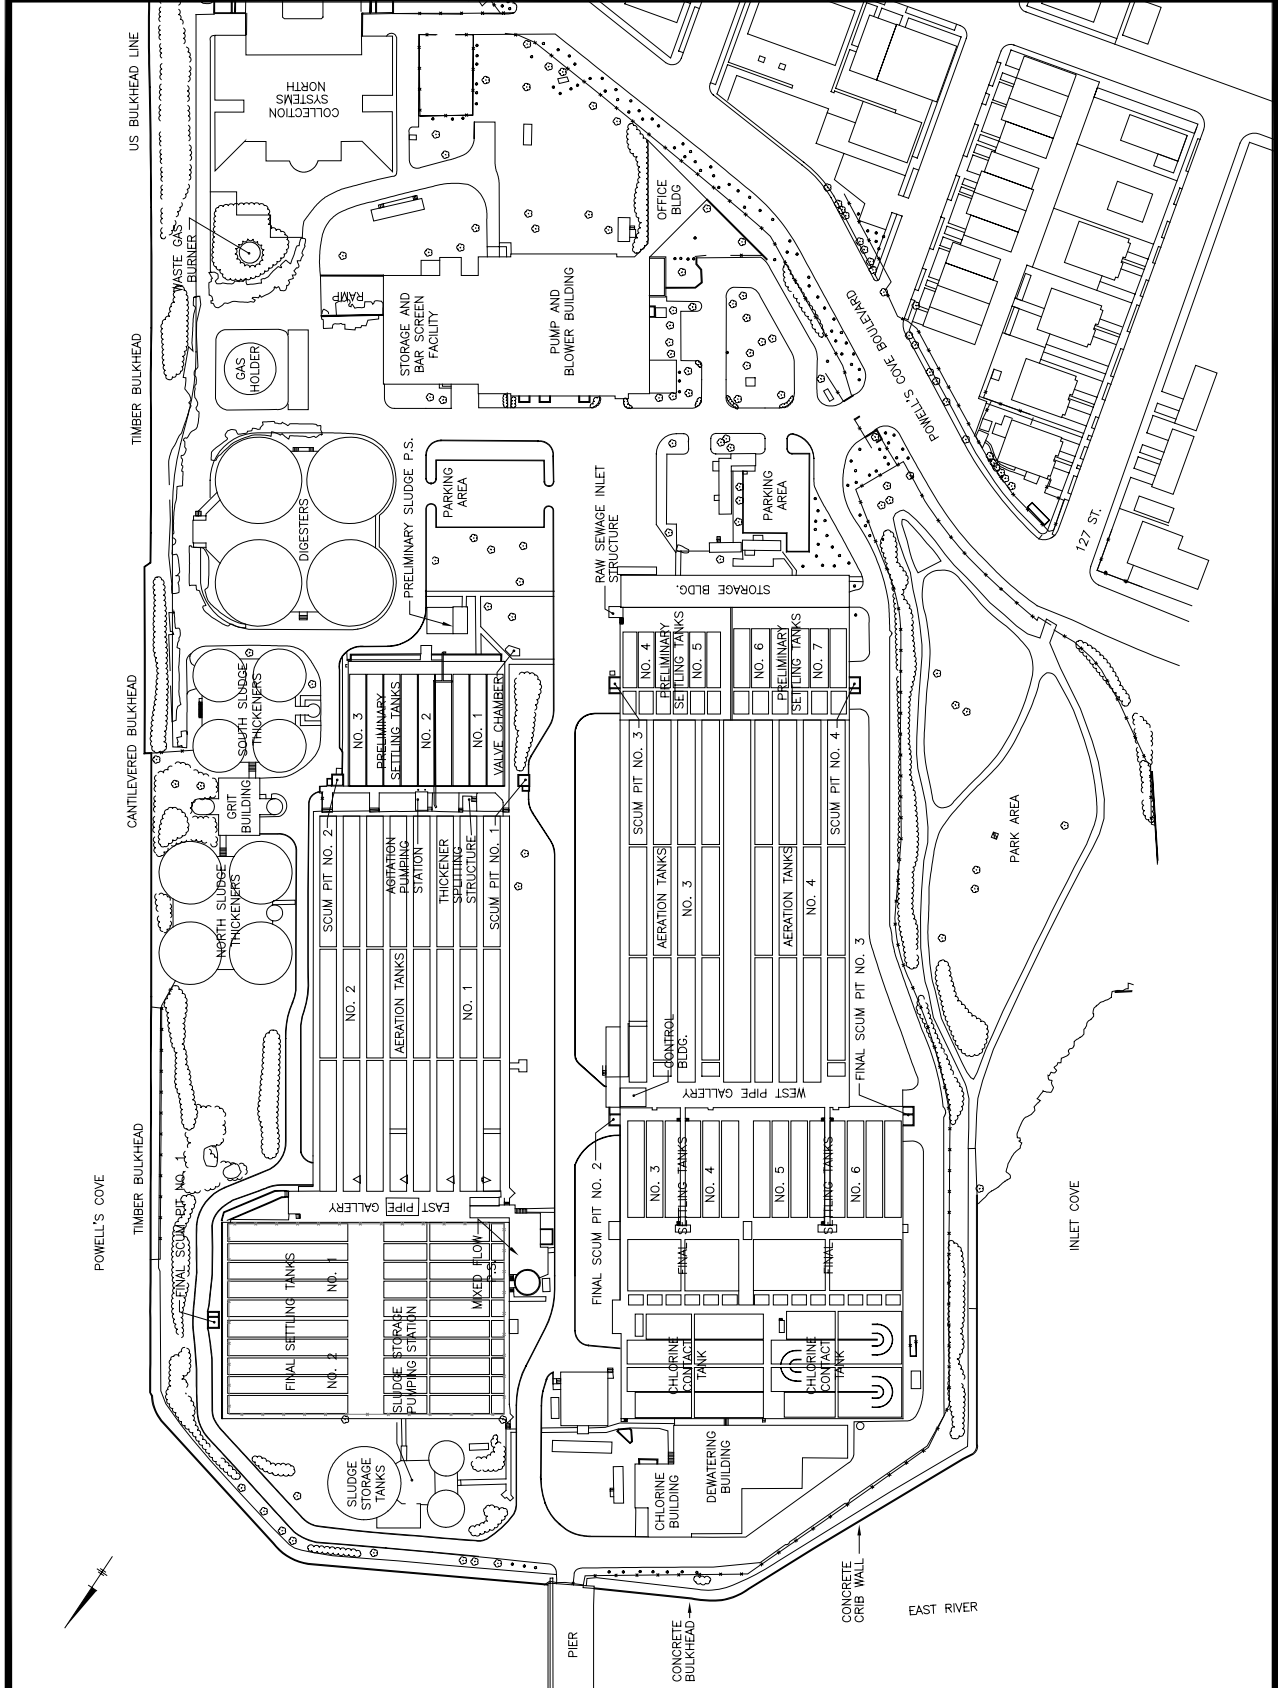 US BULKHEAD LINE
TIMBER BULKHEAD
CANTILEVERED BULKHEAD
TIMBER BULKHEAD
POWELL'S COVE
COLLECTION
SYSTEMS
NORTH
WASTE GAS
BURNER
RAMP
GAS
HOLDER
STORAGE AND
BAR SCREEN
FACILITY
PUMP AND
BLOWER BUILDING
OFFICE
BLDG
POWELL'S COVE BOULEVARD
127 ST.
DIGESTERS
PRELIMINARY SLUDGE P.S.
PARKING
AREA
RAW SEWAGE INLET
STRUCTURE
PARKING
AREA
STORAGE BLDG.
SOUTH SLUDGE
THICKENERS
GRIT
BUILDING
NORTH SLUDGE
THICKENERS
NO. 3
PRELIMINARY
SETTLING TANKS
NO. 2
NO. 1
VALVE CHAMBER
NO. 4
PRELIMINARY
SETTLING TANKS
NO. 5
NO. 6
PRELIMINARY
SETTLING TANKS
NO. 7
SCUM PIT NO. 2
AGITATION
PUMPING
STATION
THICKENER
SPLITTING
STRUCTURE
SCUM PIT NO. 1
SCUM PIT NO. 3
SCUM PIT NO. 4
AERATION TANKS
NO. 3
AERATION TANKS
NO. 4
FINAL SCUM PIT NO. 3
PARK AREA
NO. 2
AERATION TANKS
NO. 1
CONTROL
BLDG.
WEST PIPE GALLERY
EAST PIPE GALLERY
FINAL SCUM PIT NO. 1
FINAL SCUM PIT NO. 2
NO. 3
FINAL SETTLING TANKS
NO. 4
NO. 5
FINAL SETTLING TANKS
NO. 6
INLET COVE
FINAL SETTLING TANKS
NO. 1
NO. 2
MIXED FLOW
P.S.
SLUDGE STORAGE
PUMPING STATION
CHLORINE
CONTACT
TANK
CHLORINE
CONTACT
TANK
SLUDGE
STORAGE
TANKS
CHLORINE
BUILDING
DEWATERING
BUILDING
PIER
CONCRETE
BULKHEAD
CONCRETE
CRIB WALL
EAST RIVER